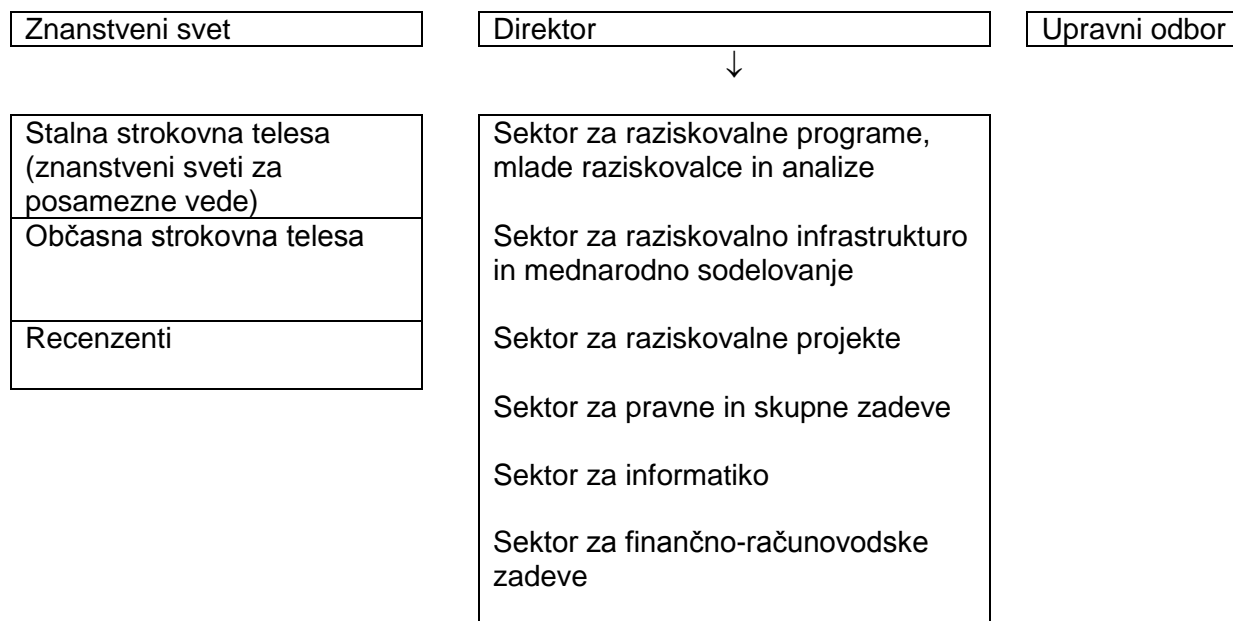 Znanstveni svet
Direktor
Upravni odbor
↓
Stalna strokovna telesa
(znanstveni sveti za
posamezne vede)
Občasna strokovna telesa
Recenzenti
Sektor za raziskovalne programe,
mlade raziskovalce in analize
Sektor za raziskovalno infrastrukturo
in mednarodno sodelovanje
Sektor za raziskovalne projekte
Sektor za pravne in skupne zadeve
Sektor za informatiko
Sektor za finančno-računovodske
zadeve